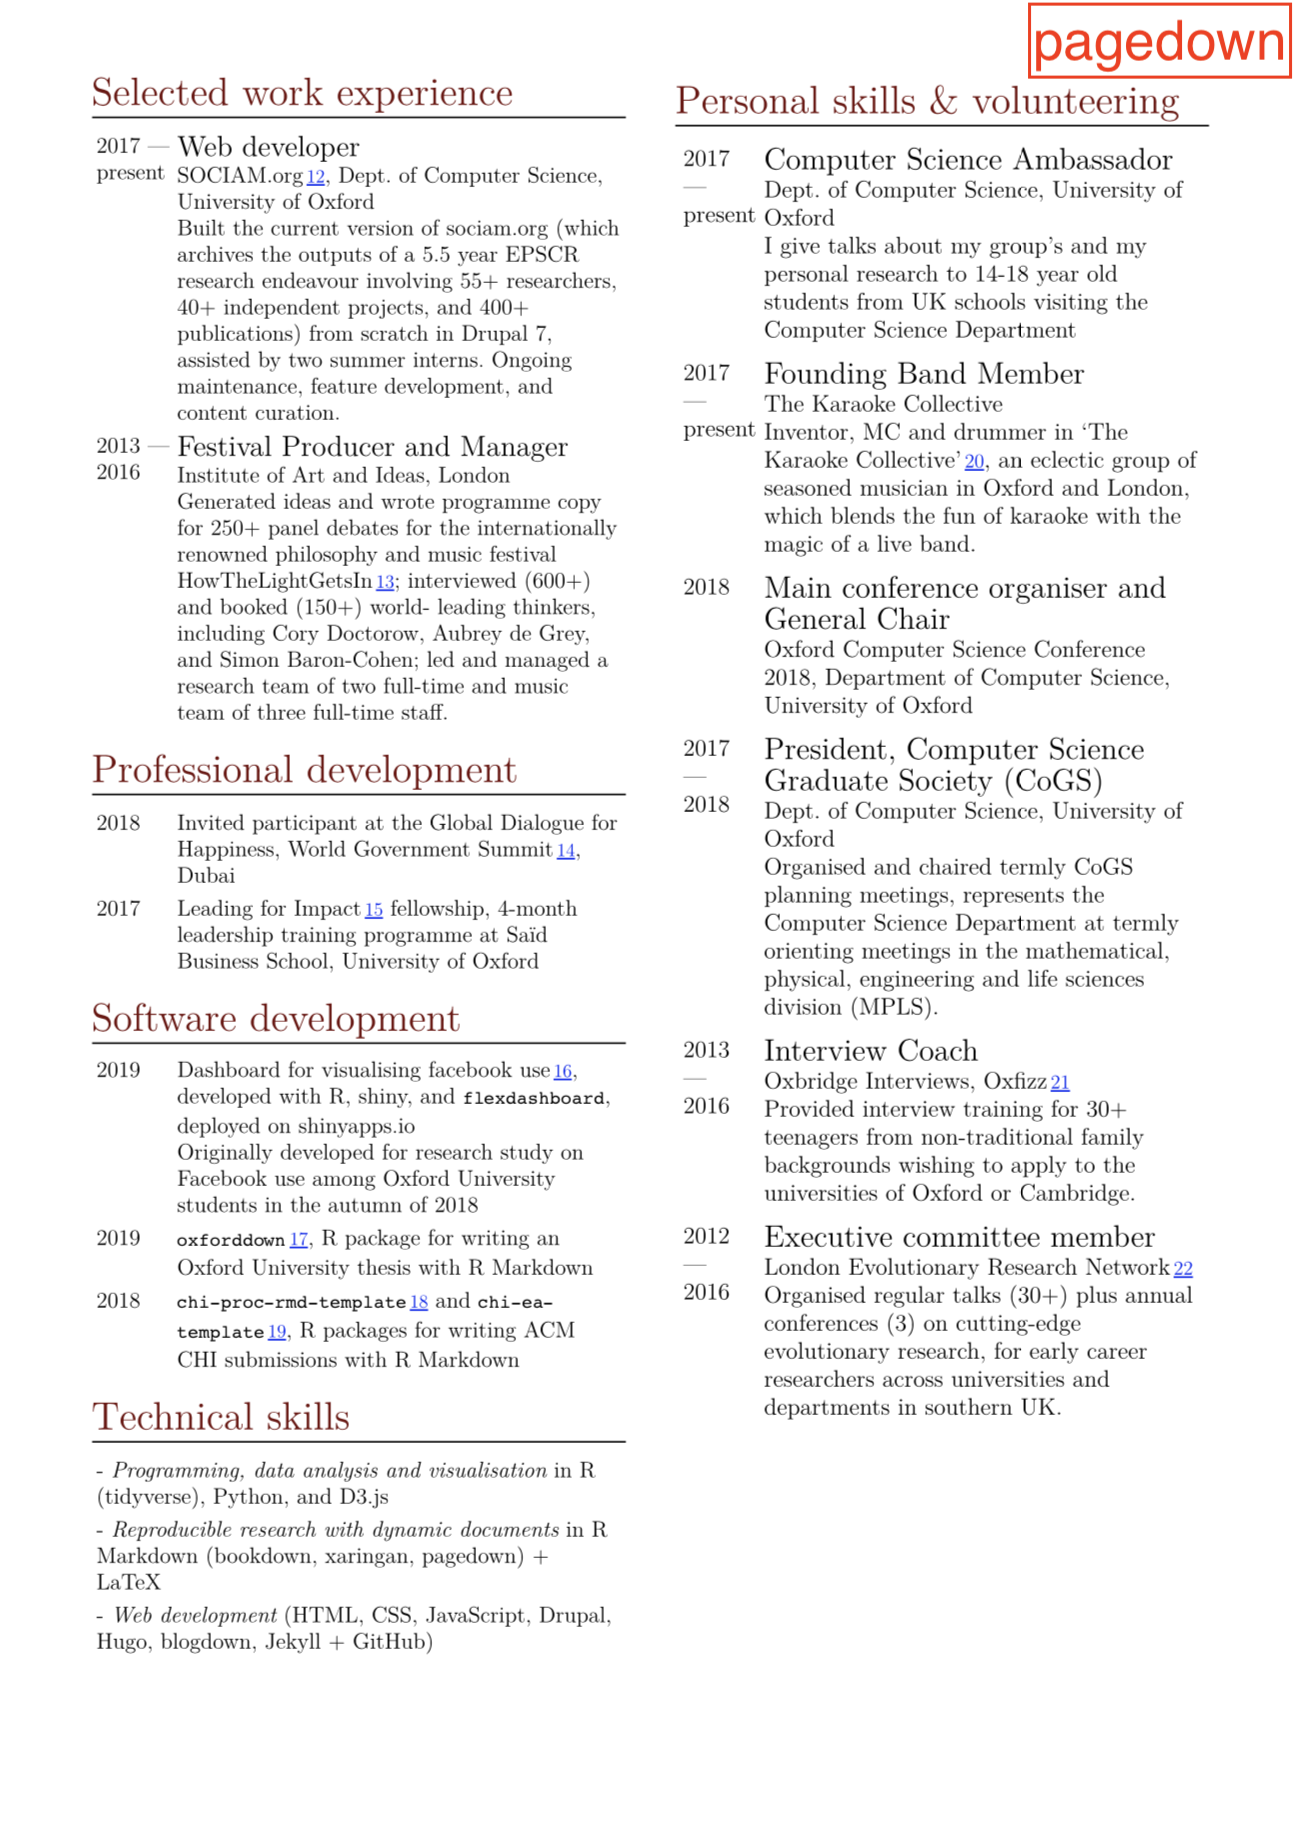 pagedown
Selected work experience
2017 — Web developer
present SOCIAM.org 12, Dept. of Computer Science,
University of Oxford
Built the current version of sociam.org (which
archives the outputs of a 5.5 year EPSCR
research endeavour involving 55+ researchers,
40+ independent projects, and 400+
publications) from scratch in Drupal 7,
assisted by two summer interns. Ongoing
maintenance, feature development, and
content curation.
2013 — Festival Producer and Manager
2016 Institute of Art and Ideas, London
Generated ideas and wrote programme copy
for 250+ panel debates for the internationally
renowned philosophy and music festival
HowTheLightGetsIn 13; interviewed (600+)
and booked (150+) world- leading thinkers,
including Cory Doctorow, Aubrey de Grey,
and Simon Baron-Cohen; led and managed a
research team of two full-time and music
team of three full-time staff.
Professional development
2018 Invited participant at the Global Dialogue for
Happiness, World Government Summit 14,
Dubai
2017 Leading for Impact 15 fellowship, 4-month
leadership training programme at Saïd
Business School, University of Oxford
Software development
2019 Dashboard for visualising facebook use 16,
developed with R, shiny, and flexdashboard,
deployed on shinyapps.io
Originally developed for research study on
Facebook use among Oxford University
students in the autumn of 2018
2019 oxforddown 17, R package for writing an
Oxford University thesis with R Markdown
2018 chi-proc-rmd-template 18 and chi-ea-
template 19, R packages for writing ACM
CHI submissions with R Markdown
Technical skills
- Programming, data analysis and visualisation in R
(tidyverse), Python, and D3.js
- Reproducible research with dynamic documents in R
Markdown (bookdown, xaringan, pagedown) +
LaTeX
- Web development (HTML, CSS, JavaScript, Drupal,
Hugo, blogdown, Jekyll + GitHub)
Personal skills & volunteering
2017 Computer Science Ambassador
— Dept. of Computer Science, University of
present Oxford
I give talks about my group's and my
personal research to 14-18 year old
students from UK schools visiting the
Computer Science Department
2017 Founding Band Member
— The Karaoke Collective
present Inventor, MC and drummer in ‘The
Karaoke Collective’ 20, an eclectic group of
seasoned musician in Oxford and London,
which blends the fun of karaoke with the
magic of a live band.
2018 Main conference organiser and
General Chair
Oxford Computer Science Conference
2018, Department of Computer Science,
University of Oxford
2017 President, Computer Science
— Graduate Society (CoGS)
2018 Dept. of Computer Science, University of
Oxford
Organised and chaired termly CoGS
planning meetings, represents the
Computer Science Department at termly
orienting meetings in the mathematical,
physical, engineering and life sciences
division (MPLS).
2013 Interview Coach
— Oxbridge Interviews, Oxfizz 21
2016 Provided interview training for 30+
teenagers from non-traditional family
backgrounds wishing to apply to the
universities of Oxford or Cambridge.
2012 Executive committee member
— London Evolutionary Research Network 22
2016 Organised regular talks (30+) plus annual
conferences (3) on cutting-edge
evolutionary research, for early career
researchers across universities and
departments in southern UK.